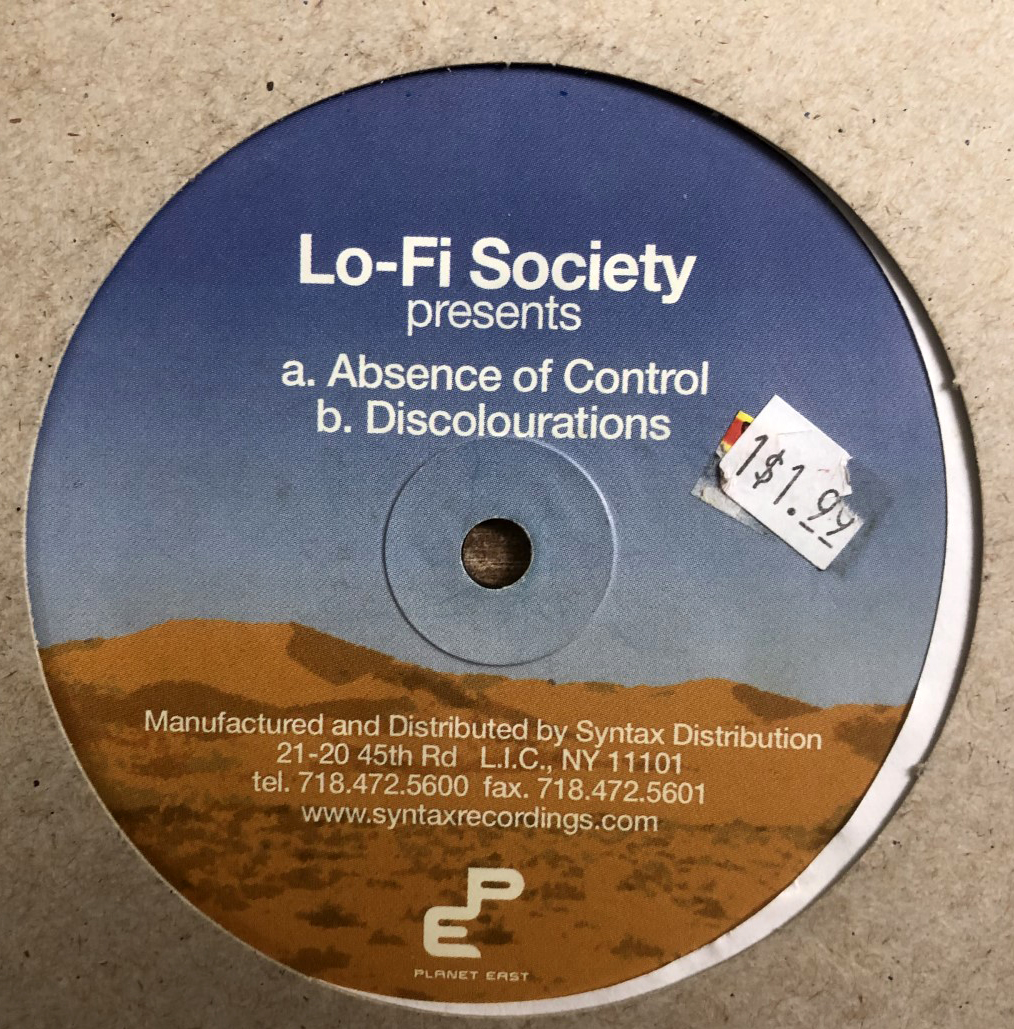 Lo-Fi Society
presents
a. Absence of Control
b. Discolourations
1$1.99
Manufactured and Distributed by Syntax Distribution
21-20 45th Rd L.I.C., NY 11101
tel. 718.472.5600 fax. 718.472.5601
www.syntaxrecordings.com
PE
PLANET EAST